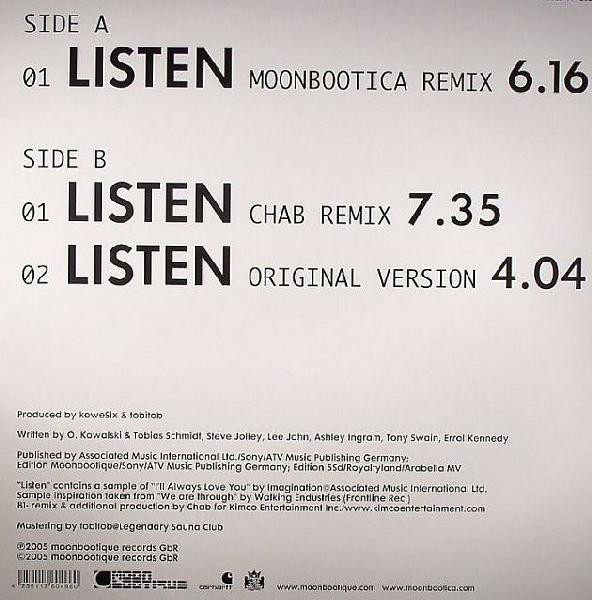 SIDE A
01 LISTEN MOONBOOTICA REMIX 6.16
SIDE B
01 LISTEN CHAB REMIX 7.35
02 LISTEN ORIGINAL VERSION 4.04
Produced by koweSix & tobitob
Written by O. Kowalski & Tobias Schmidt, Steve Jolley, Lee John, Ashley Ingram, Tony Swain, Errol Kennedy
Published by Associated Music International Ltd./Sony/ATV Music Publishing Germany;
Edition Moonbootique/Sony/ATV Music Publishing Germany; Edition SSd/Royaltyland/Arabella MV
"Listen" contains a sample of "I'll Always Love You" by Imagination©Associated Music International Ltd.
Sample Inspiration taken from "We are through" by Walking Endustries (Frontline Rec.)
B1- remix & additional production by Chab for Kimco Entertainment Inc./www.kimcoentertainment.com
Mastering by tobitob@Legendary Sauna Club
℗2005 moonbootique records GbR
©2005 moonbootique records GbR
MOON BOOTIQUE carhartt www.moonbootique.com www.moonbootica.com